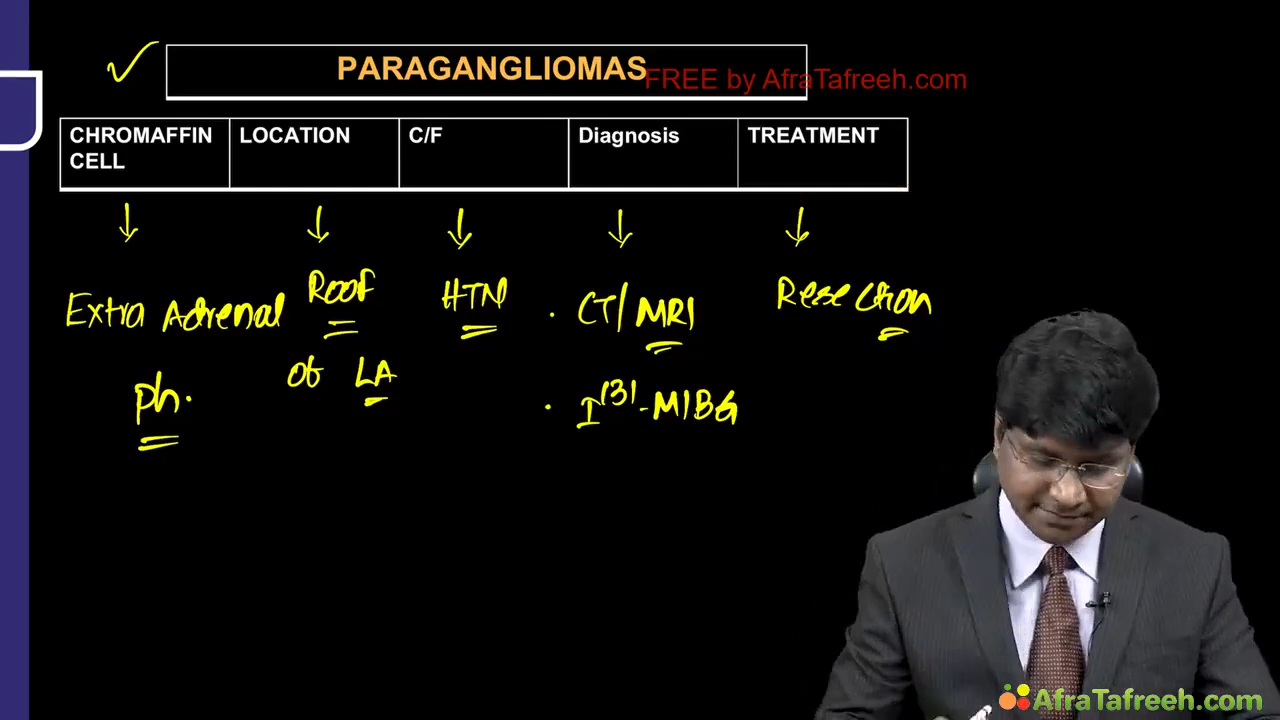 PARAGANGLIOMAS
FREE by AfraTafreeh.com
CHROMAFFIN
CELL
LOCATION
C/F
Diagnosis
TREATMENT
Extra Adrenal
Ph.
Roof
of LA
HTN
· CT/MRI
· I131-MIBG
Resection
AfraTafreeh.com